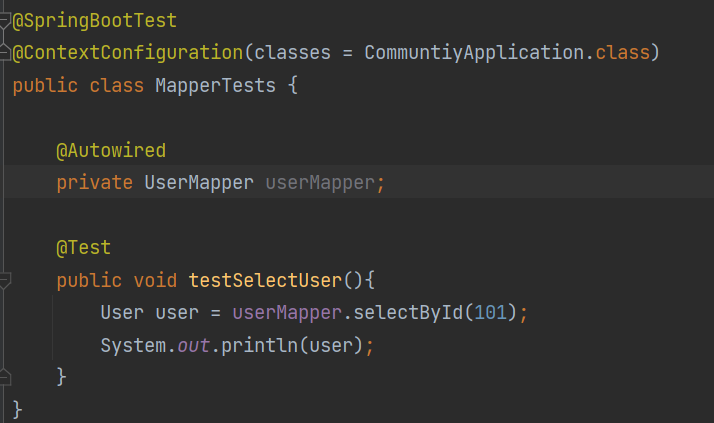 @SpringBootTest
@ContextConfiguration(classes = CommuntiyApplication.class)
public class MapperTests {
@Autowired
private UserMapper userMapper;
@Test
public void testSelectUser(){
User user = userMapper.selectById(101);
System.out.println(user);
}
}